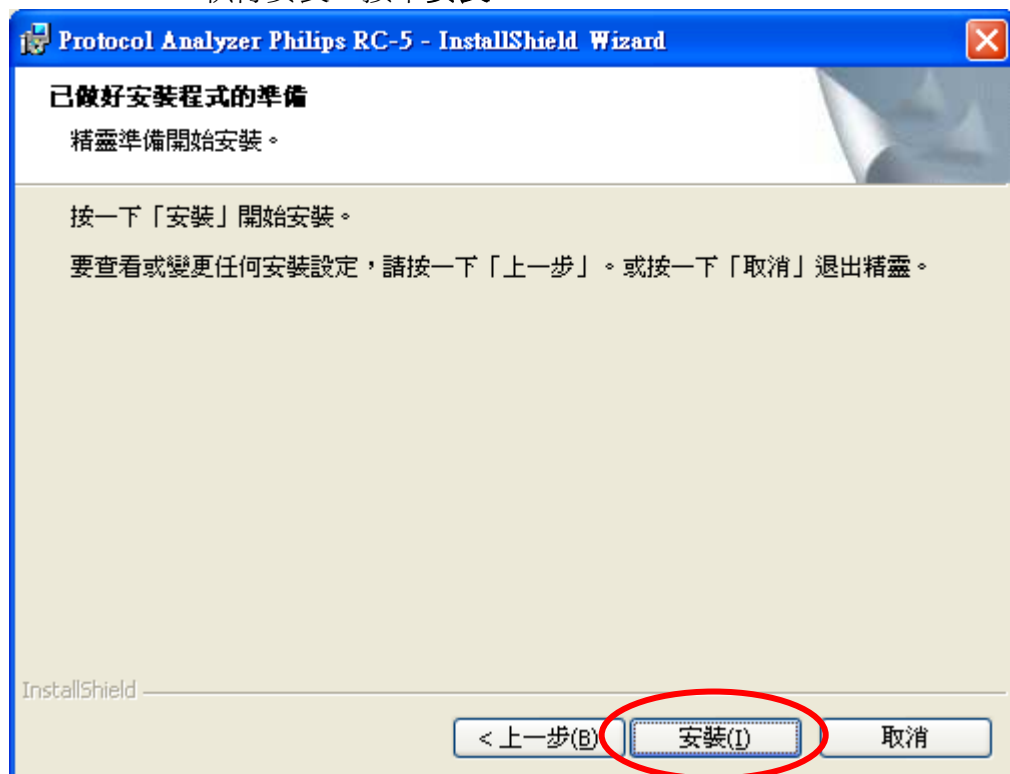 Protocol Analyzer Philips RC-5 - InstallShield Wizard
已做好安裝程式的準備
精靈準備開始安裝。
按一下「安裝」開始安裝。
要查看或變更任何安裝設定，請按一下「上一步」。或按一下「取消」退出精靈。
InstallShield
< 上一步(B) 安裝(I) 取消